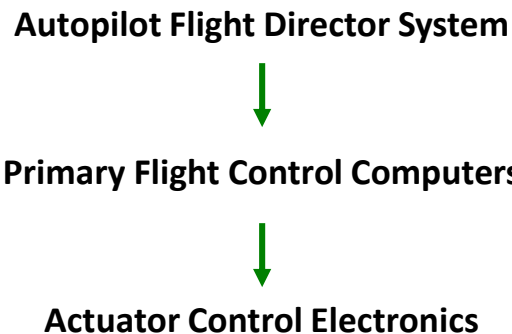 Autopilot Flight Director System
Primary Flight Control Computers
Actuator Control Electronics